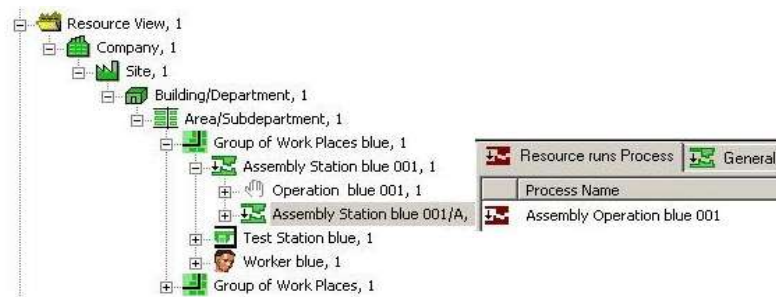 Resource View, 1
Company, 1
Site, 1
Building/Department, 1
Area/Subdepartment, 1
Group of Work Places blue, 1
Assembly Station blue 001, 1
Operation blue 001, 1
Assembly Station blue 001/A,
Test Station blue, 1
Worker blue, 1
Group of Work Places, 1
Resource runs Process General
Process Name
Assembly Operation blue 001